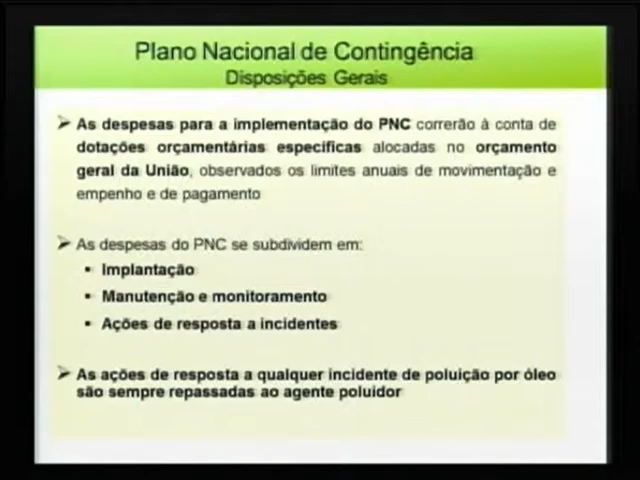 Plano Nacional de Contingência
Disposições Gerais
➢ As despesas para a implementação do PNC correrão à conta de
dotações orçamentárias específicas alocadas no orçamento
geral da União, observados os limites anuais de movimentação e
empenho e de pagamento
➢ As despesas do PNC se subdividem em:
▪ Implantação
▪ Manutenção e monitoramento
▪ Ações de resposta a incidentes
➢ As ações de resposta a qualquer incidente de poluição por óleo
são sempre repassadas ao agente poluidor